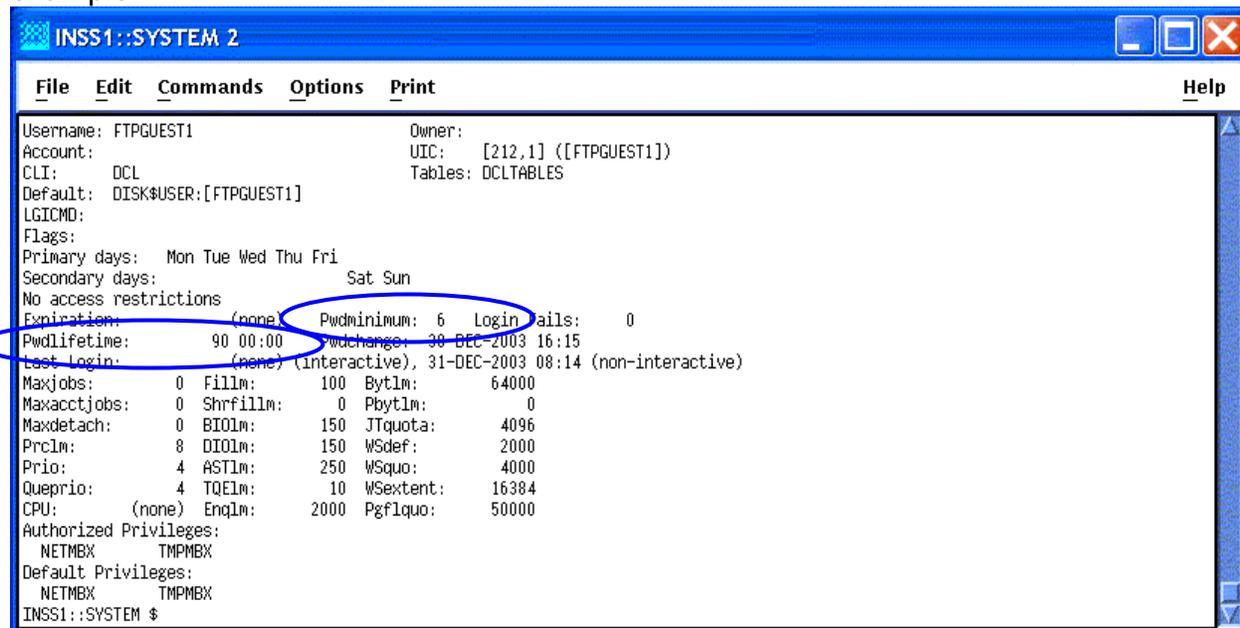 INSS1::SYSTEM 2
File Edit Commands Options Print Help
Username: FTPGUEST1 Owner:
Account: UIC: [212,1] ([FTPGUEST1])
CLI: DCL Tables: DCLTABLES
Default: DISK$USER:[FTPGUEST1]
LGICMD:
Flags:
Primary days: Mon Tue Wed Thu Fri
Secondary days: Sat Sun
No access restrictions
Expiration: (none) Pwdminimum: 6 Login Fails: 0
Pwdlifetime: 90 00:00 Pwdchange: 30-DEC-2003 16:15
Last Login: (none) (interactive), 31-DEC-2003 08:14 (non-interactive)
Maxjobs: 0 Fillm: 100 Bytlm: 64000
Maxacctjobs: 0 Shrfillm: 0 Pbytlm: 0
Maxdetach: 0 BIOlm: 150 JTquota: 4096
Prclm: 8 DIOlm: 150 WSdef: 2000
Prio: 4 ASTlm: 250 WSquo: 4000
Queprio: 4 TQElm: 10 WSextent: 16384
CPU: (none) Enqlm: 2000 Pgflquo: 50000
Authorized Privileges:
NETMBX TMPMBX
Default Privileges:
NETMBX TMPMBX
INSS1::SYSTEM $